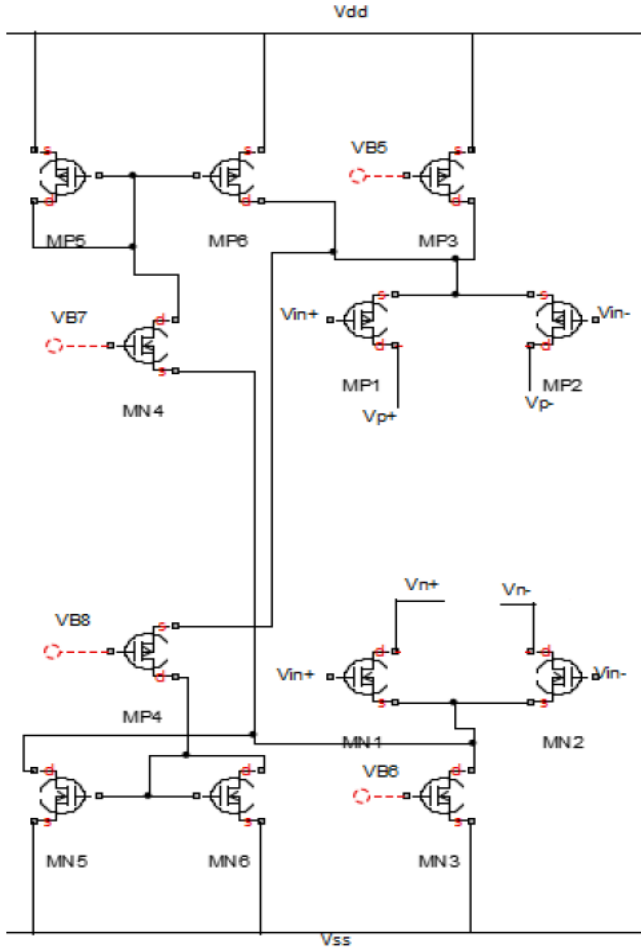 Vdd
s
s
VB5
s
d
MP5
d
MP6
d
MP3
VB7
d
Vin+
s
s
Vin-
s
MN4
d
MP1
d
MP2
Vp+
Vp-
VB8
s
Vn+
Vn-
d
MP4
Vin+
d
d
Vin-
s
s
MN1
MN2
d
d
VB6
d
s
MN5
s
MN6
s
MN3
Vss